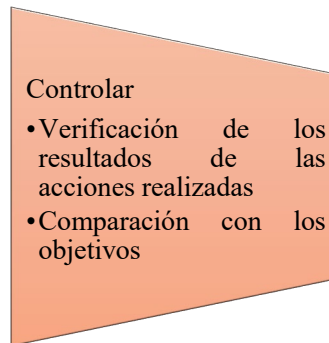 Controlar
•Verificación de los
resultados de las
acciones realizadas
•Comparación con los
objetivos